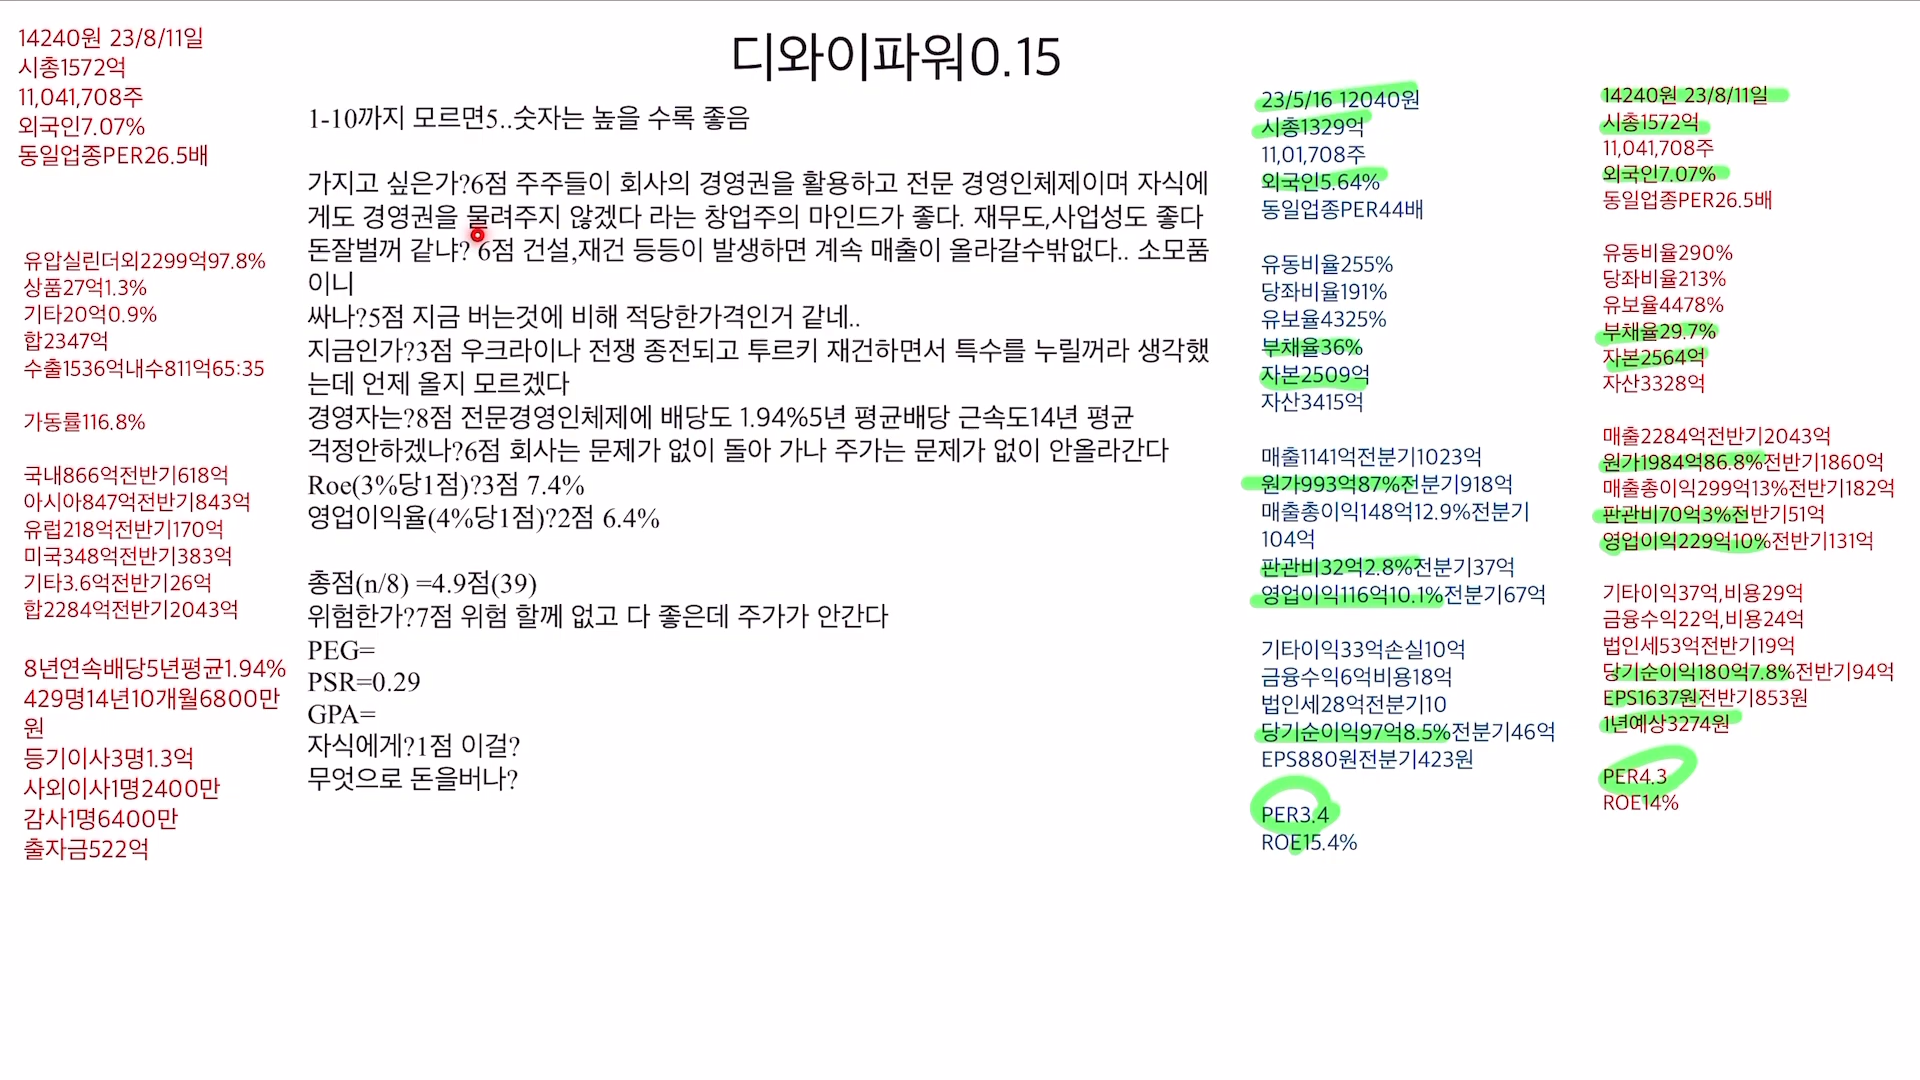 디와이파워0.15
14240원 23/8/11일
시총1572억
11,041,708주
외국인7.07%
동일업종PER26.5배
유압실린더외2299억97.8%
상품27억1.3%
기타20억0.9%
합2347억
수출1536억내수811억65:35
가동률116.8%
국내866억전반기618억
아시아847억전반기843억
유럽218억전반기170억
미국348억전반기383억
기타3.6억전반기26억
합2284억전반기2043억
8년연속배당5년평균1.94%
429명14년10개월6800만
원
등기이사3명1.3억
사외이사1명2400만
감사1명6400만
출자금522억
1-10까지 모르면5..숫자는 높을 수록 좋음
가지고 싶은가?6점 주주들이 회사의 경영권을 활용하고 전문 경영인체제이며 자식에
게도 경영권을 물려주지 않겠다 라는 창업주의 마인드가 좋다. 재무도,사업성도 좋다
돈잘벌꺼 같냐? 6점 건설,재건 등등이 발생하면 계속 매출이 올라갈수밖없다.. 소모품
이니
싸나?5점 지금 버는것에 비해 적당한가격인거 같네..
지금인가?3점 우크라이나 전쟁 종전되고 투르키 재건하면서 특수를 누릴꺼라 생각했
는데 언제 올지 모르겠다
경영자는?8점 전문경영인체제에 배당도 1.94%5년 평균배당 근속도14년 평균
걱정안하겠나?6점 회사는 문제가 없이 돌아 가나 주가는 문제가 없이 안올라간다
Roe(3%당1점)?3점 7.4%
영업이익율(4%당1점)?2점 6.4%
총점(n/8) =4.9점(39)
위험한가?7점 위험 할께 없고 다 좋은데 주가가 안간다
PEG=
PSR=0.29
GPA=
자식에게?1점 이걸?
무엇으로 돈을버나?
23/5/16 12040원
시총1329억
11,01,708주
외국인5.64%
동일업종PER44배
유동비율255%
당좌비율191%
유보율4325%
부채율36%
자본2509억
자산3415억
매출1141억전분기1023억
원가993억87%전분기918억
매출총이익148억12.9%전분기
104억
판관비32억2.8%전분기37억
영업이익116억10.1%전분기67억
기타이익33억손실10억
금융수익6억비용18억
법인세28억전분기10
당기순이익97억8.5%전분기46억
EPS880원전분기423원
PER3.4
ROE15.4%
14240원 23/8/11일
시총1572억
11,041,708주
외국인7.07%
동일업종PER26.5배
유동비율290%
당좌비율213%
유보율4478%
부채율29.7%
자본2564억
자산3328억
매출2284억전반기2043억
원가1984억86.8%전반기1860억
매출총이익299억13%전반기182억
판관비70억3%전반기51억
영업이익229억10%전반기131억
기타이익37억,비용29억
금융수익22억,비용24억
법인세53억전반기19억
당기순이익180억7.8%전반기94억
EPS1637원전반기853원
1년예상3274원
PER4.3
ROE14%